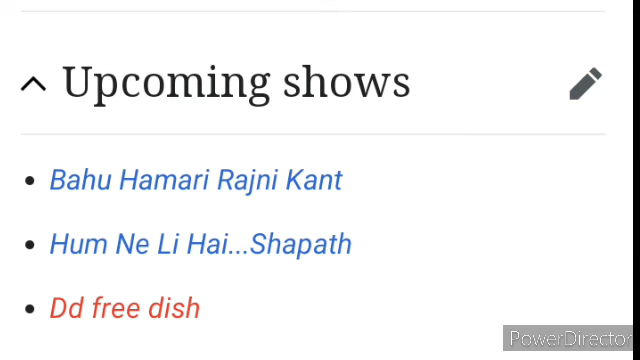 Upcoming shows
Bahu Hamari Rajni Kant
Hum Ne Li Hai...Shapath
Dd free dish
PowerDirector